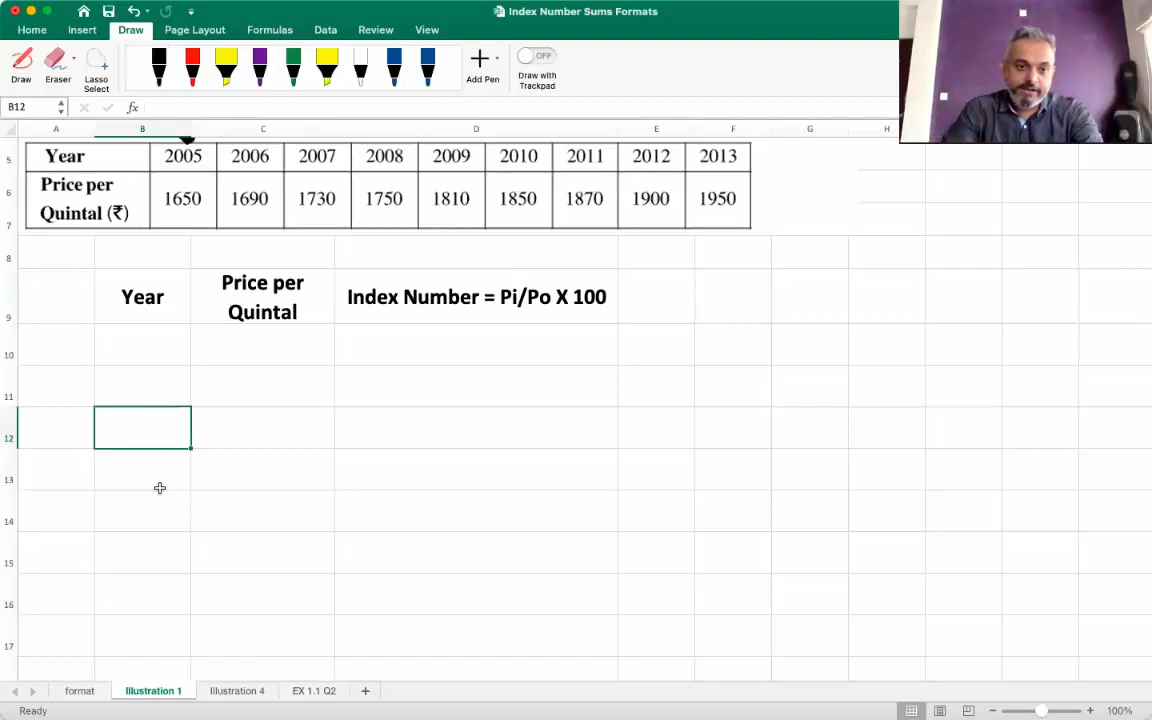 Index Number Sums Formats
Home Insert Draw Page Layout Formulas Data Review View
Draw Eraser Lasso Select Add Pen OFF Draw with Trackpad
B12 fx
A B C D E F G H
5 Year 2005 2006 2007 2008 2009 2010 2011 2012 2013
6 Price per Quintal (₹) 1650 1690 1730 1750 1810 1850 1870 1900 1950
7
8
9 Year Price per Quintal Index Number = Pi/Po X 100
10
11
12
13
14
15
16
17
format Illustration 1 Illustration 4 EX 1.1 Q2 +
Ready 100%